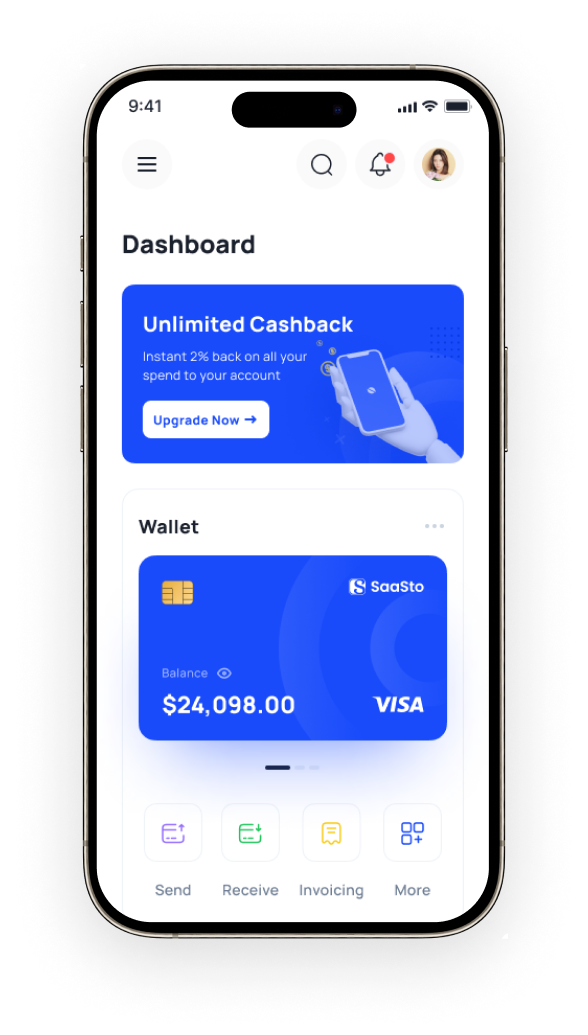 9:41
Dashboard
Unlimited Cashback
Instant 2% back on all your
spend to your account
Upgrade Now →
Wallet
SaaSto
Balance
$24,098.00
VISA
Send
Receive
Invoicing
More